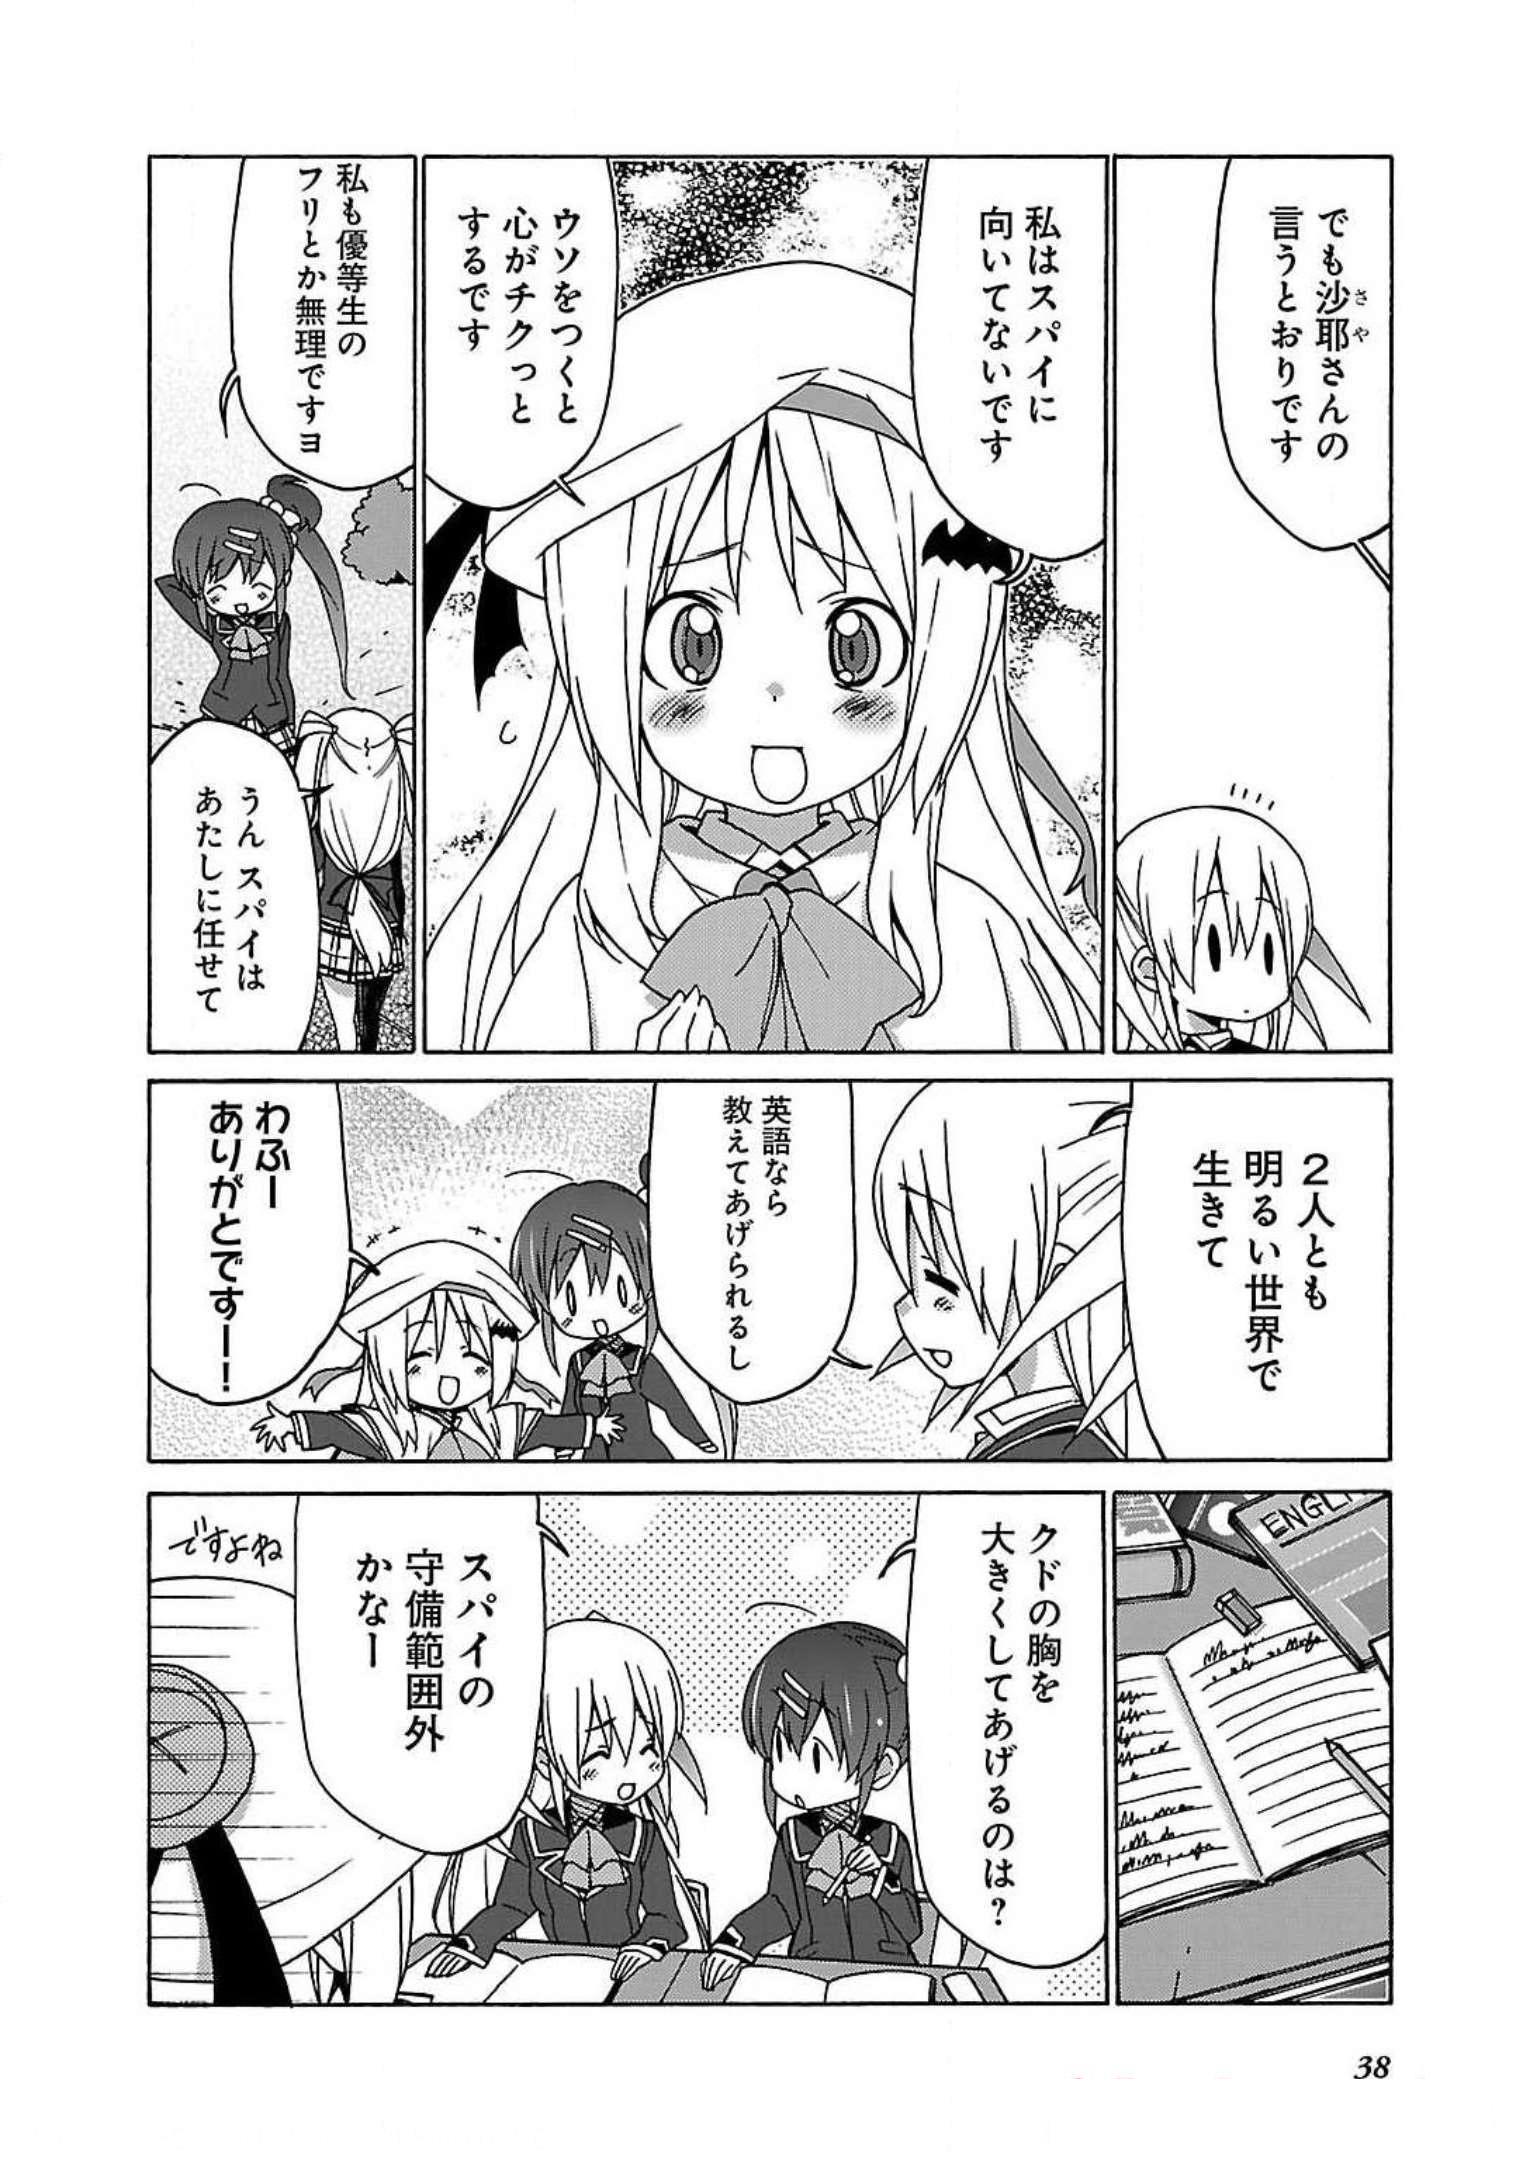 でも沙耶さんの
さや
言うとおりです
私はスパイに
向いてないです
ウソをつくと
心がチクっと
するです
私も優等生の
フリとか無理ですヨ
うん スパイは
あたしに任せて
2人とも
明るい世界で
生きて
英語なら
教えてあげられるし
わふー
ありがとです—!!
ENGLI
クドの胸を
大きくしてあげるのは?
スパイの
守備範囲外
かなー
ですよね
38